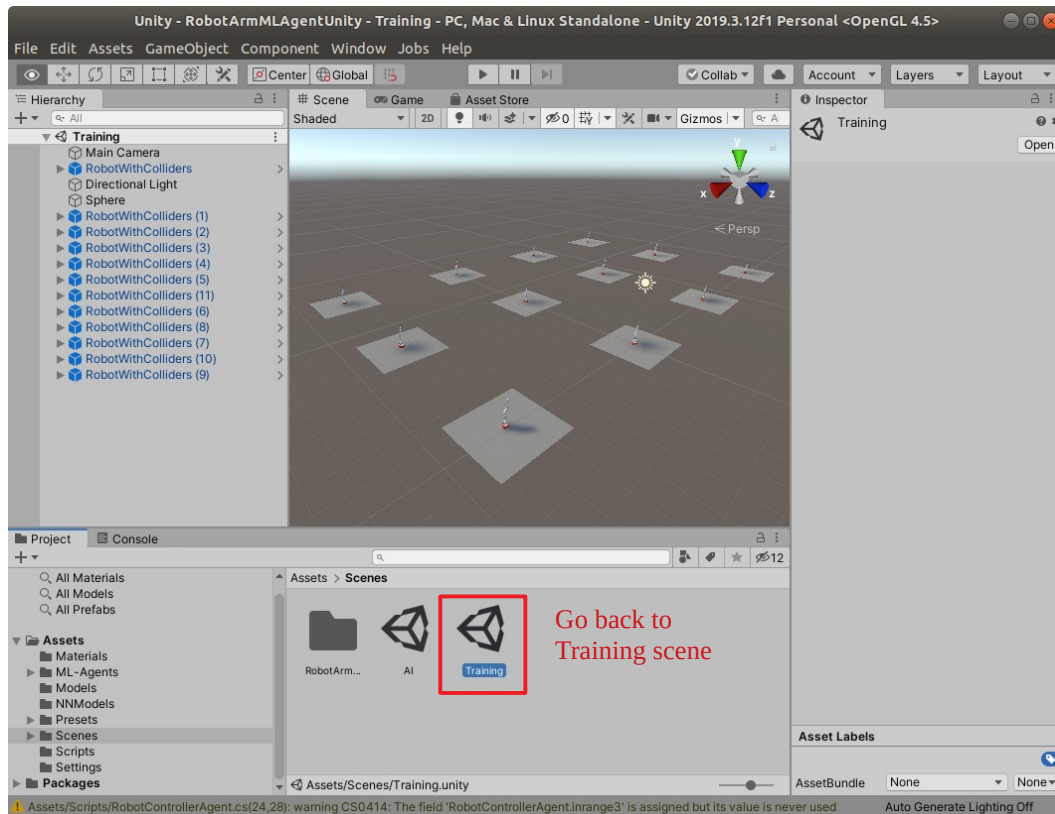 Unity - RobotArmMLAgentUnity - Training - PC, Mac & Linux Standalone - Unity 2019.3.12f1 Personal <OpenGL 4.5>
File Edit Assets GameObject Component Window Jobs Help
Center Global Collab Account Layers Layout
Hierarchy
All
Training
Main Camera
RobotWithColliders
Directional Light
Sphere
RobotWithColliders (1)
RobotWithColliders (2)
RobotWithColliders (3)
RobotWithColliders (4)
RobotWithColliders (5)
RobotWithColliders (11)
RobotWithColliders (6)
RobotWithColliders (8)
RobotWithColliders (7)
RobotWithColliders (10)
RobotWithColliders (9)
# Scene Game Asset Store
Shaded 2D 0 Gizmos A
y
x z
< Persp
Inspector
Training
Open
Project Console
12
All Materials
All Models
All Prefabs
Assets
Materials
ML-Agents
Models
NNModels
Presets
Scenes
Scripts
Settings
Packages
Assets > Scenes
RobotArm...
AI
Training
Go back to
Training scene
Assets/Scenes/Training.unity
Asset Labels
AssetBundle None None
Assets/Scripts/RobotControllerAgent.cs(24,28): warning CS0414: The field 'RobotControllerAgent.inrange3' is assigned but its value is never used
Auto Generate Lighting Off